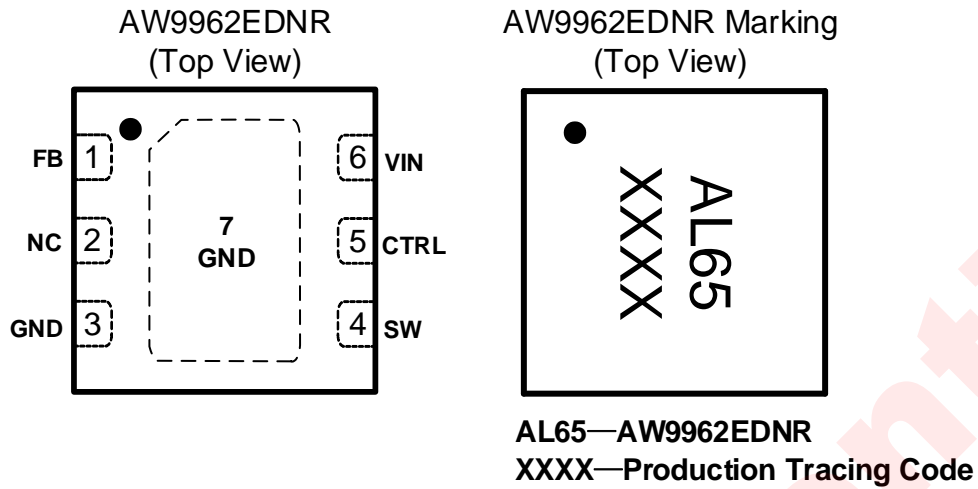 AW9962EDNR
(Top View)
FB 1
NC 2
GND 3
7
GND
6 VIN
5 CTRL
4 SW
AW9962EDNR Marking
(Top View)
AL65
XXXX
AL65—AW9962EDNR
XXXX—Production Tracing Code